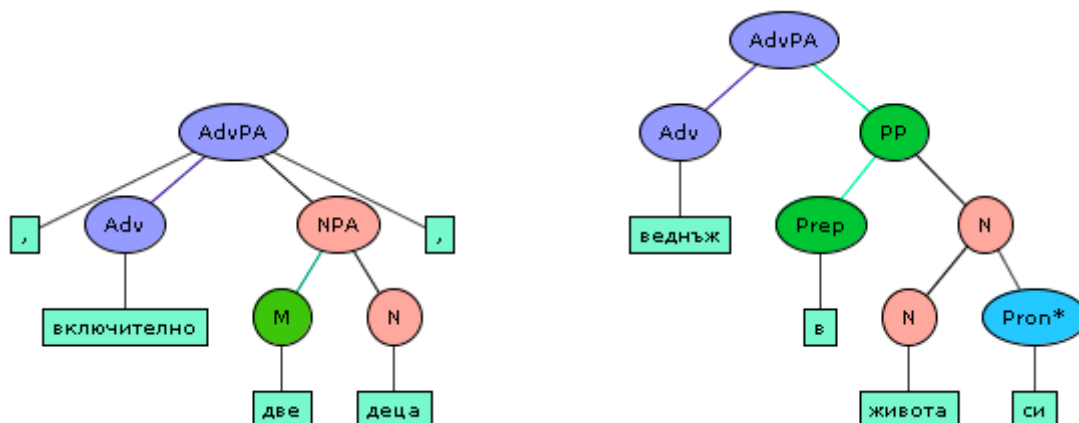 AdvPA
AdvPA
Adv
PP
,
Adv
NPA
,
веднъж
Prep
N
включително
M
N
в
N
Pron*
две
деца
живота
си